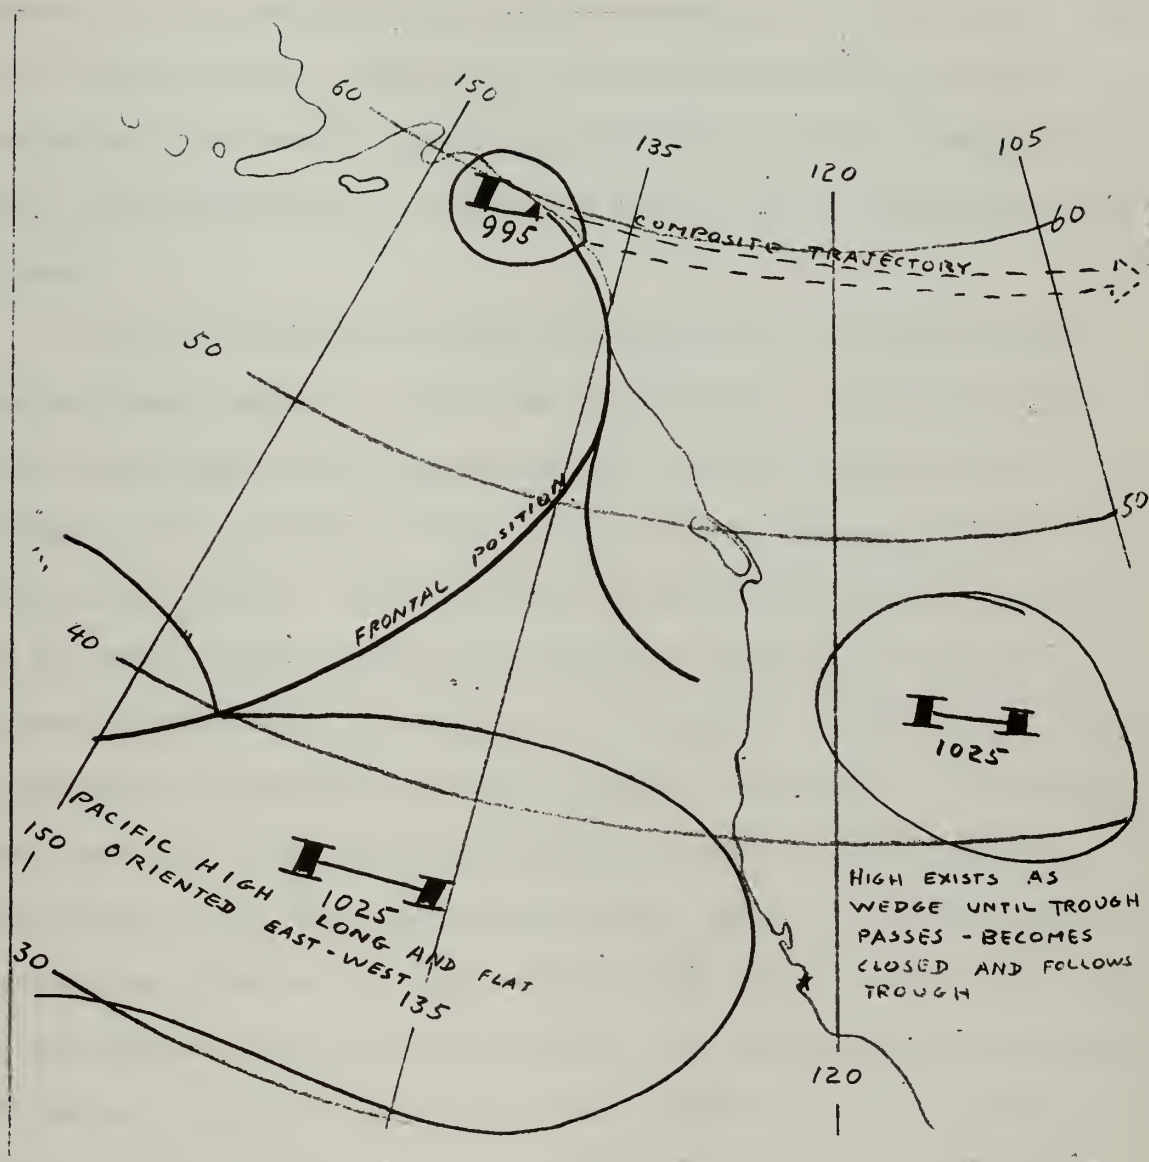 60
150
135
120
105
L
995
60
COMPOSITE TRAJECTORY
50
50
FRONTAL POSITION
40
H
1025
H
1025
PACIFIC HIGH LONG AND FLAT
ORIENTED EAST-WEST
150
135
30
HIGH EXISTS AS
WEDGE UNTIL TROUGH
PASSES - BECOMES
CLOSED AND FOLLOWS
TROUGH
120